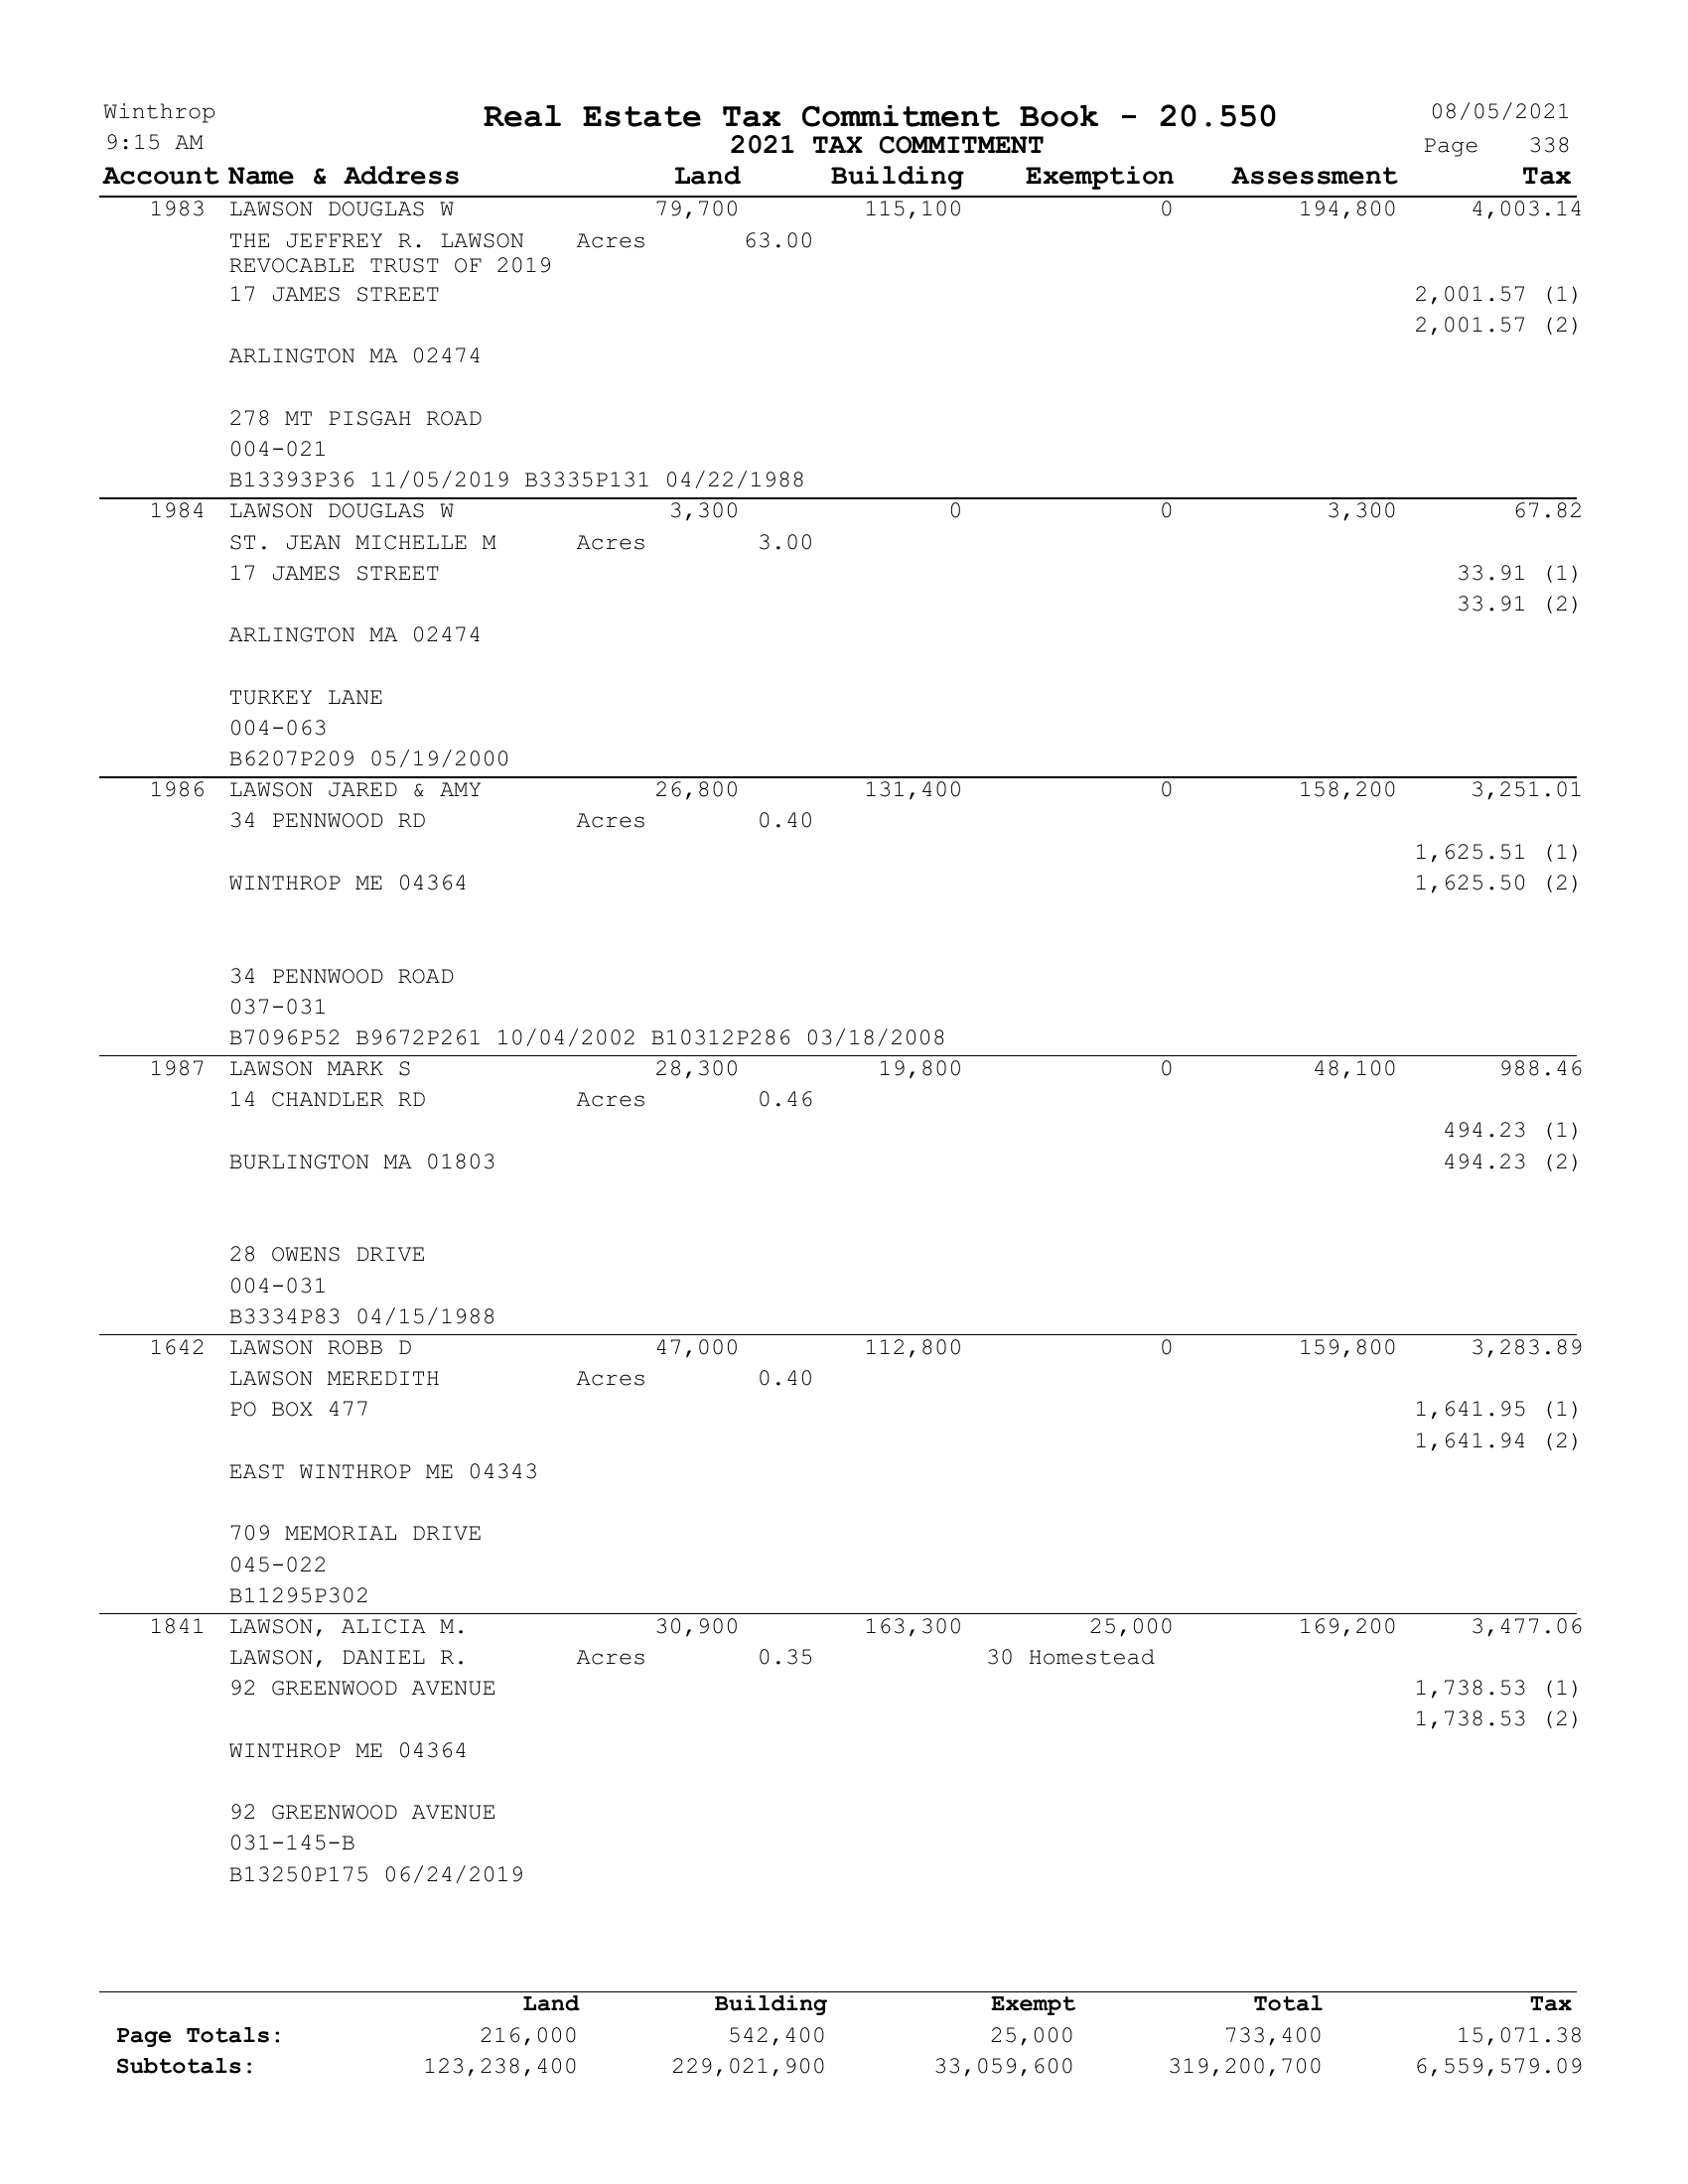 Winthrop Real Estate Tax Commitment Book - 20.550 08/05/2021
9:15 AM 2021 TAX COMMITMENT Page 338
Account Name & Address Land Building Exemption Assessment Tax
1983 LAWSON DOUGLAS W 79,700 115,100 0 194,800 4,003.14
THE JEFFREY R. LAWSON Acres 63.00
REVOCABLE TRUST OF 2019
17 JAMES STREET 2,001.57 (1)
2,001.57 (2)
ARLINGTON MA 02474
278 MT PISGAH ROAD
004-021
B13393P36 11/05/2019 B3335P131 04/22/1988
1984 LAWSON DOUGLAS W 3,300 0 0 3,300 67.82
ST. JEAN MICHELLE M Acres 3.00
17 JAMES STREET 33.91 (1)
33.91 (2)
ARLINGTON MA 02474
TURKEY LANE
004-063
B6207P209 05/19/2000
1986 LAWSON JARED & AMY 26,800 131,400 0 158,200 3,251.01
34 PENNWOOD RD Acres 0.40
1,625.51 (1)
WINTHROP ME 04364 1,625.50 (2)
34 PENNWOOD ROAD
037-031
B7096P52 B9672P261 10/04/2002 B10312P286 03/18/2008
1987 LAWSON MARK S 28,300 19,800 0 48,100 988.46
14 CHANDLER RD Acres 0.46
494.23 (1)
BURLINGTON MA 01803 494.23 (2)
28 OWENS DRIVE
004-031
B3334P83 04/15/1988
1642 LAWSON ROBB D 47,000 112,800 0 159,800 3,283.89
LAWSON MEREDITH Acres 0.40
PO BOX 477 1,641.95 (1)
1,641.94 (2)
EAST WINTHROP ME 04343
709 MEMORIAL DRIVE
045-022
B11295P302
1841 LAWSON, ALICIA M. 30,900 163,300 25,000 169,200 3,477.06
LAWSON, DANIEL R. Acres 0.35 30 Homestead
92 GREENWOOD AVENUE 1,738.53 (1)
1,738.53 (2)
WINTHROP ME 04364
92 GREENWOOD AVENUE
031-145-B
B13250P175 06/24/2019
Land Building Exempt Total Tax
Page Totals: 216,000 542,400 25,000 733,400 15,071.38
Subtotals: 123,238,400 229,021,900 33,059,600 319,200,700 6,559,579.09